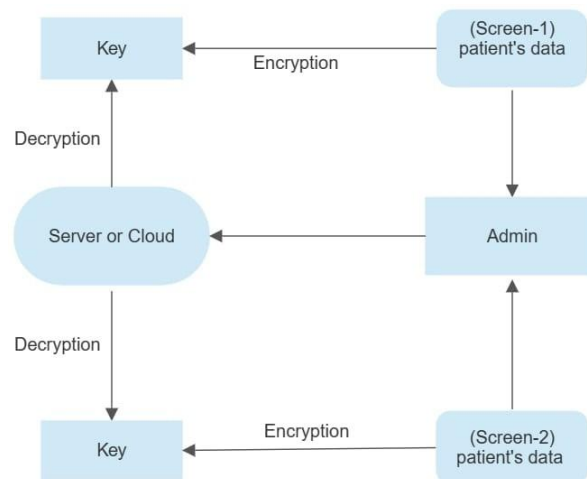 (Screen-1)
patient's data
Key
Encryption
Decryption
Server or Cloud
Admin
Decryption
Encryption
(Screen-2)
patient's data
Key